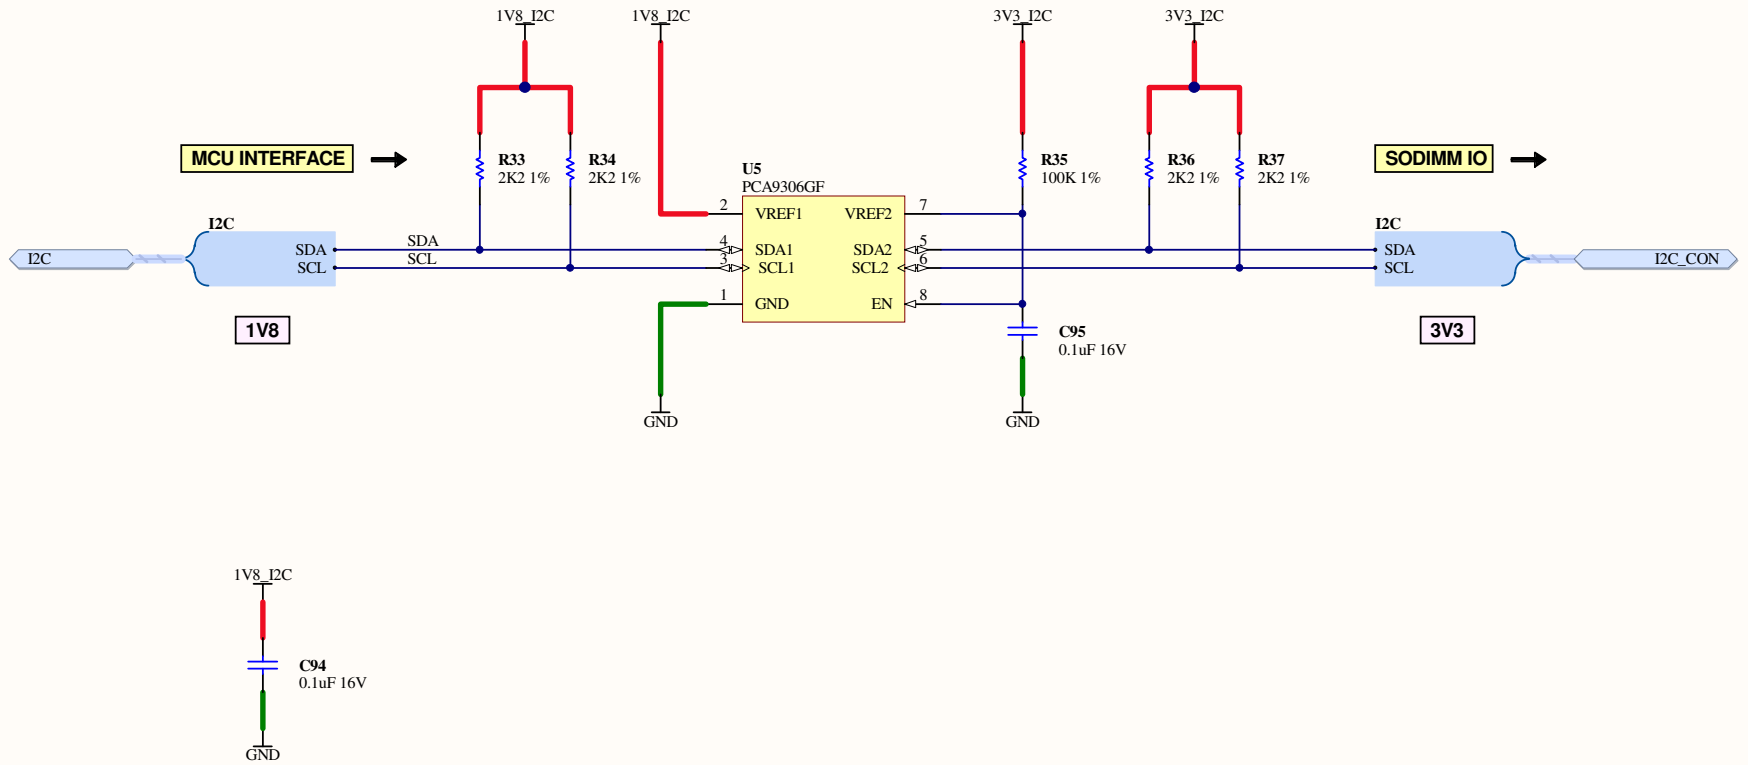 1V8_I2C
1V8_I2C
3V3_I2C
3V3_I2C
MCU INTERFACE
R33
2K2 1%
R34
2K2 1%
U5
PCA9306GF
R35
100K 1%
R36
2K2 1%
R37
2K2 1%
SODIMM IO
I2C
I2C
SDA
SCL
SDA
SCL
2
4
3
1
VREF1
SDA1
SCL1
GND
VREF2
SDA2
SCL2
EN
7
5
6
8
I2C
SDA
SCL
I2C_CON
1V8
C95
0.1uF 16V
3V3
GND
GND
1V8_I2C
C94
0.1uF 16V
GND